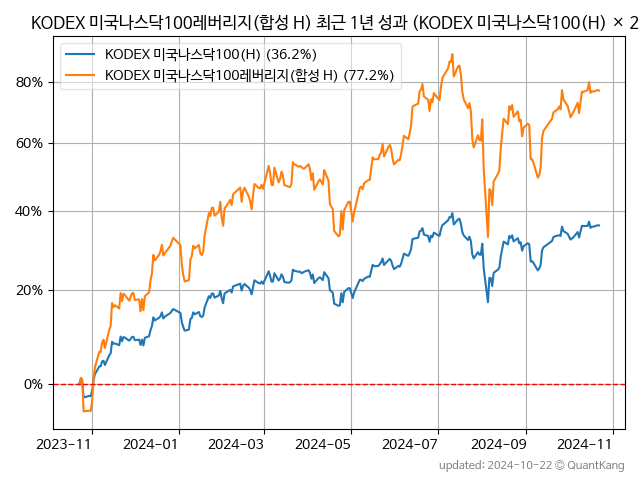 KODEX 미국나스닥100레버리지(합성 H) 최근 1년 성과 (KODEX 미국나스닥100(H) × 2
KODEX 미국나스닥100(H) (36.2%)
KODEX 미국나스닥100레버리지(합성 H) (77.2%)
80%
60%
40%
20%
0%
2023-11 2024-01 2024-03 2024-05 2024-07 2024-09 2024-11
updated: 2024-10-22 © QuantKang